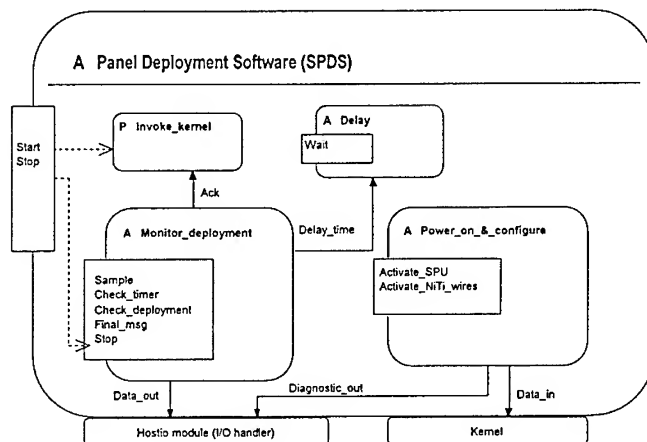 A Panel Deployment Software (SPDS)
Start
Stop
P Invoke_kernel
A Delay
Wait
Ack
Delay_time
A Monitor_deployment
Sample
Check_timer
Check_deployment
Final_msg
Stop
A Power_on_&_configure
Activate_SPU
Activate_NiTi_wires
Data_out
Diagnostic_out
Data_in
Hostio module (I/O handler)
Kernel